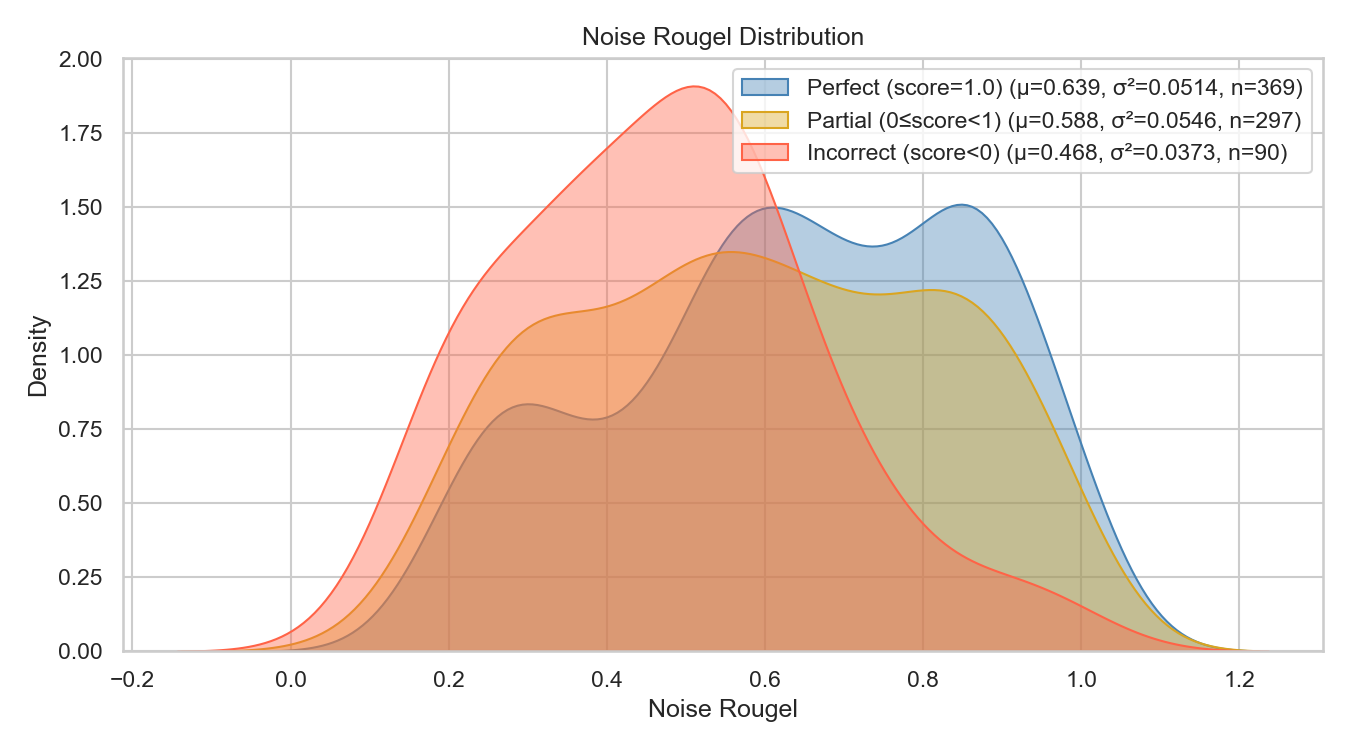 Noise Rougel Distribution
2.00
1.75
1.50
1.25
1.00
0.75
0.50
0.25
0.00
Density
Perfect (score=1.0) (μ=0.639, σ²=0.0514, n=369)
Partial (0≤score<1) (μ=0.588, σ²=0.0546, n=297)
Incorrect (score<0) (μ=0.468, σ²=0.0373, n=90)
−0.2 0.0 0.2 0.4 0.6 0.8 1.0 1.2
Noise Rougel